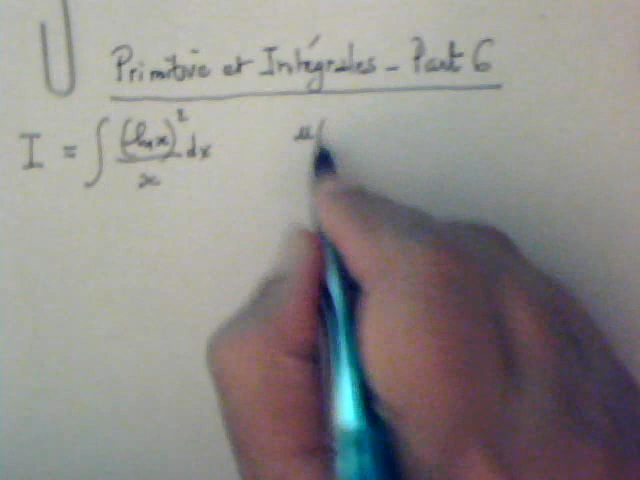 Primitive et Intégrales - Part 6
I = ∫ (ln x)² / x dx u(